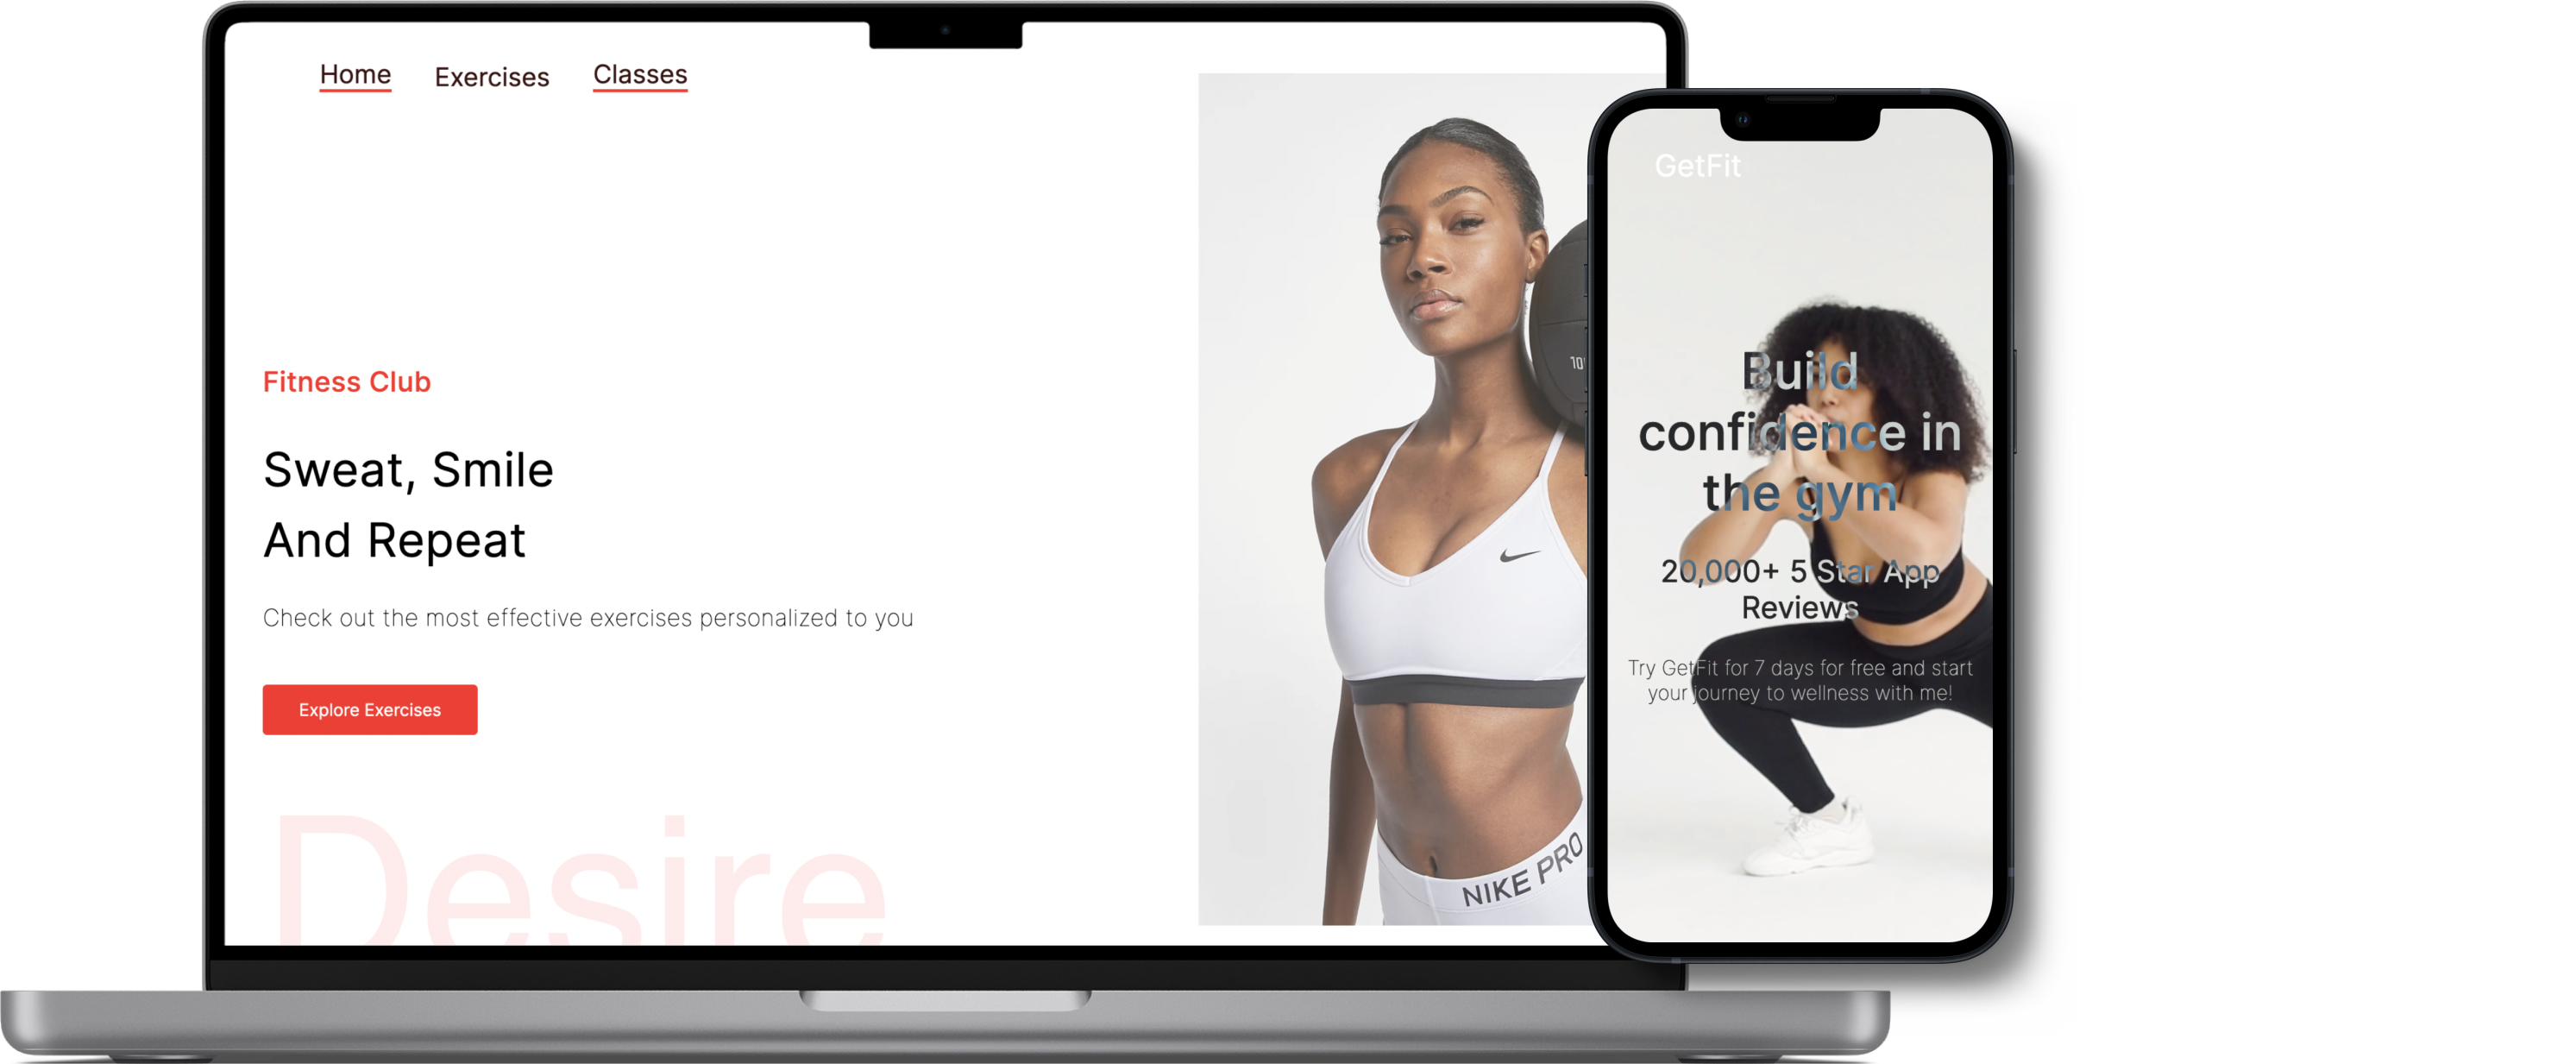 Home Exercises Classes
Fitness Club
Sweat, Smile
And Repeat
Check out the most effective exercises personalized to you
Explore Exercises
Desire
10
NIKE PRO
GetFit
Build
confidence in
the gym
20,000+ 5 Star App
Reviews
Try GetFit for 7 days for free and start
your journey to wellness with me!